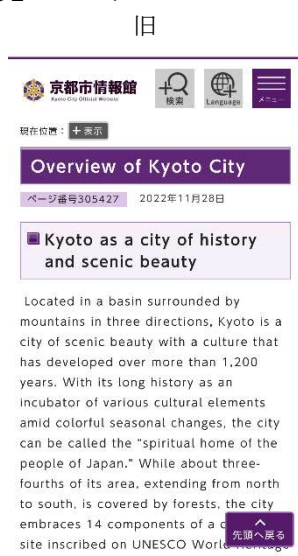 旧
京都市情報館
Kyoto City Official Website
検索
Language
メニュー
現在位置：
+ 表示
Overview of Kyoto City
ページ番号305427 2022年11月28日
Kyoto as a city of history
and scenic beauty
Located in a basin surrounded by
mountains in three directions, Kyoto is a
city of scenic beauty with a culture that
has developed over more than 1,200
years. With its long history as an
incubator of various cultural elements
amid colorful seasonal changes, the city
can be called the "spiritual home of the
people of Japan." While about three-
fourths of its area, extending from north
to south, is covered by forests, the city
embraces 14 components of a
site inscribed on UNESCO World
先頭へ戻る